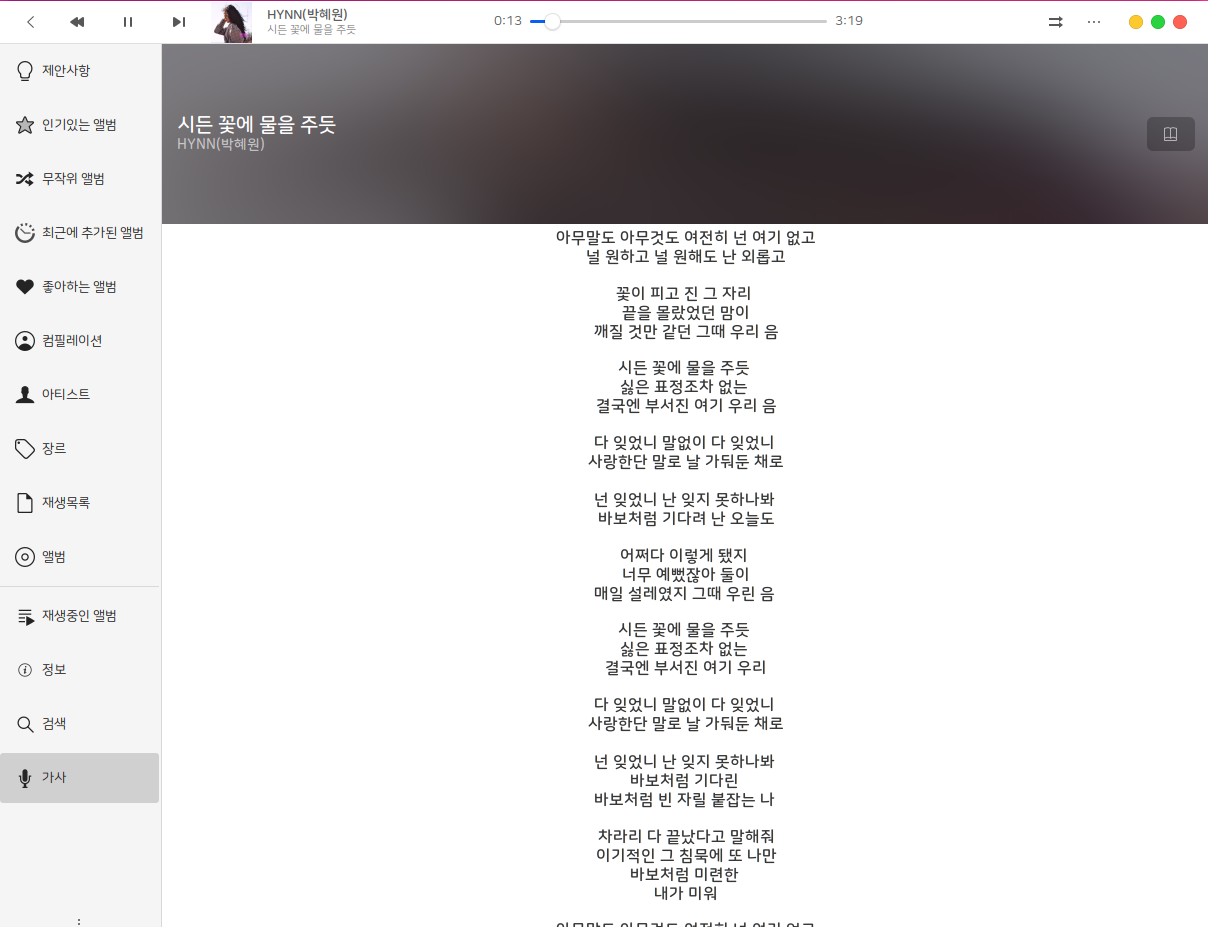 HYNN(박혜원)
시든 꽃에 물을 주듯
0:13
3:19
제안사항
인기있는 앨범
무작위 앨범
최근에 추가된 앨범
좋아하는 앨범
컴필레이션
아티스트
장르
재생목록
앨범
재생중인 앨범
정보
검색
가사
시든 꽃에 물을 주듯
HYNN(박혜원)
아무말도 아무것도 여전히 넌 여기 없고
널 원하고 널 원해도 난 외롭고
꽃이 피고 진 그 자리
끝을 몰랐었던 맘이
깨질 것만 같던 그때 우리 음
시든 꽃에 물을 주듯
싫은 표정조차 없는
결국엔 부서진 여기 우리 음
다 잊었니 말없이 다 잊었니
사랑한단 말로 날 가둬둔 채로
넌 잊었니 난 잊지 못하나봐
바보처럼 기다려 난 오늘도
어쩌다 이렇게 됐지
너무 예뻤잖아 둘이
매일 설레였지 그때 우린 음
시든 꽃에 물을 주듯
싫은 표정조차 없는
결국엔 부서진 여기 우리
다 잊었니 말없이 다 잊었니
사랑한단 말로 날 가둬둔 채로
넌 잊었니 난 잊지 못하나봐
바보처럼 기다린
바보처럼 빈 자릴 붙잡는 나
차라리 다 끝났다고 말해줘
이기적인 그 침묵에 또 나만
바보처럼 미련한
내가 미워
아무말도 아무것도 여전히 넌 여기 없고